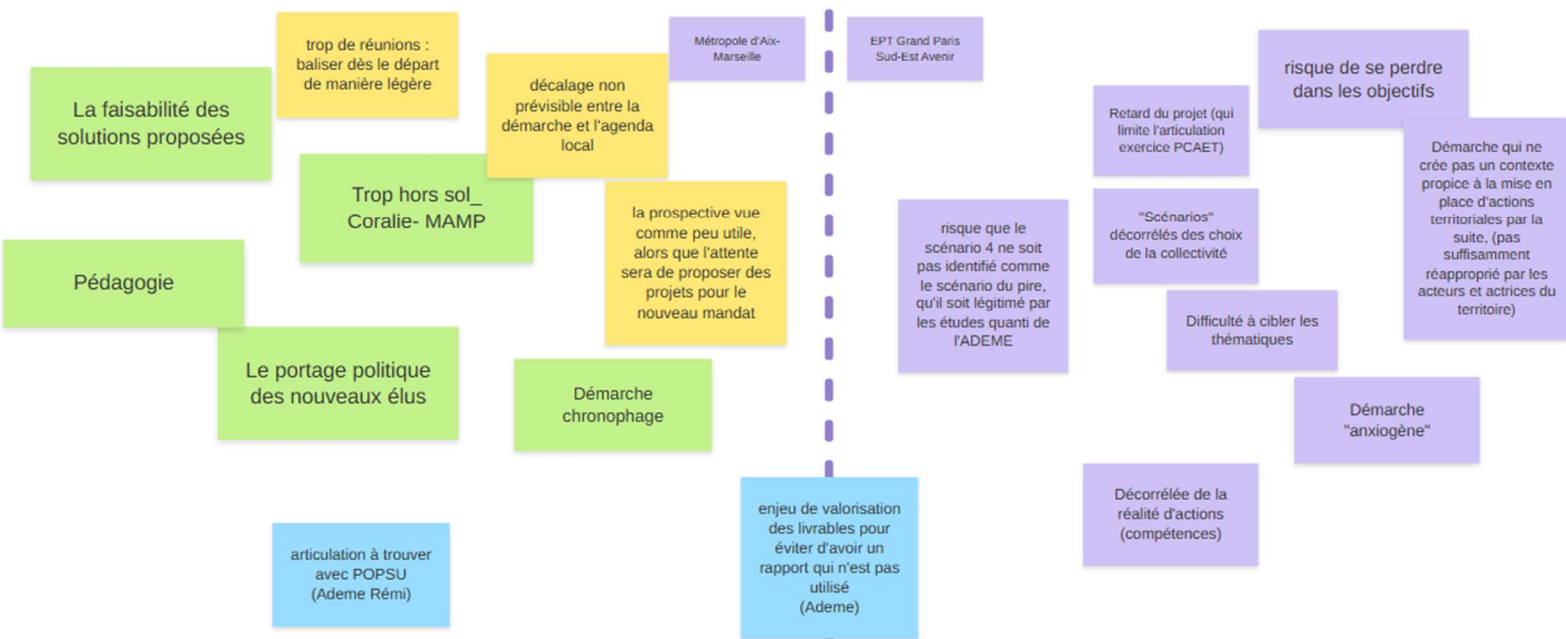 trop de réunions :
baliser dès le départ
de manière légère
Métropole d'Aix-
Marseille
EPT Grand Paris
Sud-Est Avenir
La faisabilité des
solutions proposées
décalage non
prévisible entre la
démarche et l'agenda
local
Trop hors sol_
Coralie- MAMP
la prospective vue
comme peu utile,
alors que l'attente
sera de proposer des
projets pour le
nouveau mandat
Pédagogie
Le portage politique
des nouveaux élus
Démarche
chronophage
articulation à trouver
avec POPSU
(Ademe Rémi)
enjeu de valorisation
des livrables pour
éviter d'avoir un
rapport qui n'est pas
utilisé
(Ademe)
risque de se perdre
dans les objectifs
Retard du projet (qui
limite l'articulation
exercice PCAET)
Démarche qui ne
crée pas un contexte
propice à la mise en
place d'actions
territoriales par la
suite, (pas
suffisamment
réapproprié par les
acteurs et actrices du
territoire)
"Scénarios"
décorrélés des choix
de la collectivité
risque que le
scénario 4 ne soit
pas identifié comme
le scénario du pire,
qu'il soit légitimé par
les études quanti de
l'ADEME
Difficulté à cibler les
thématiques
Démarche
"anxiogène"
Décorrélée de la
réalité d'actions
(compétences)